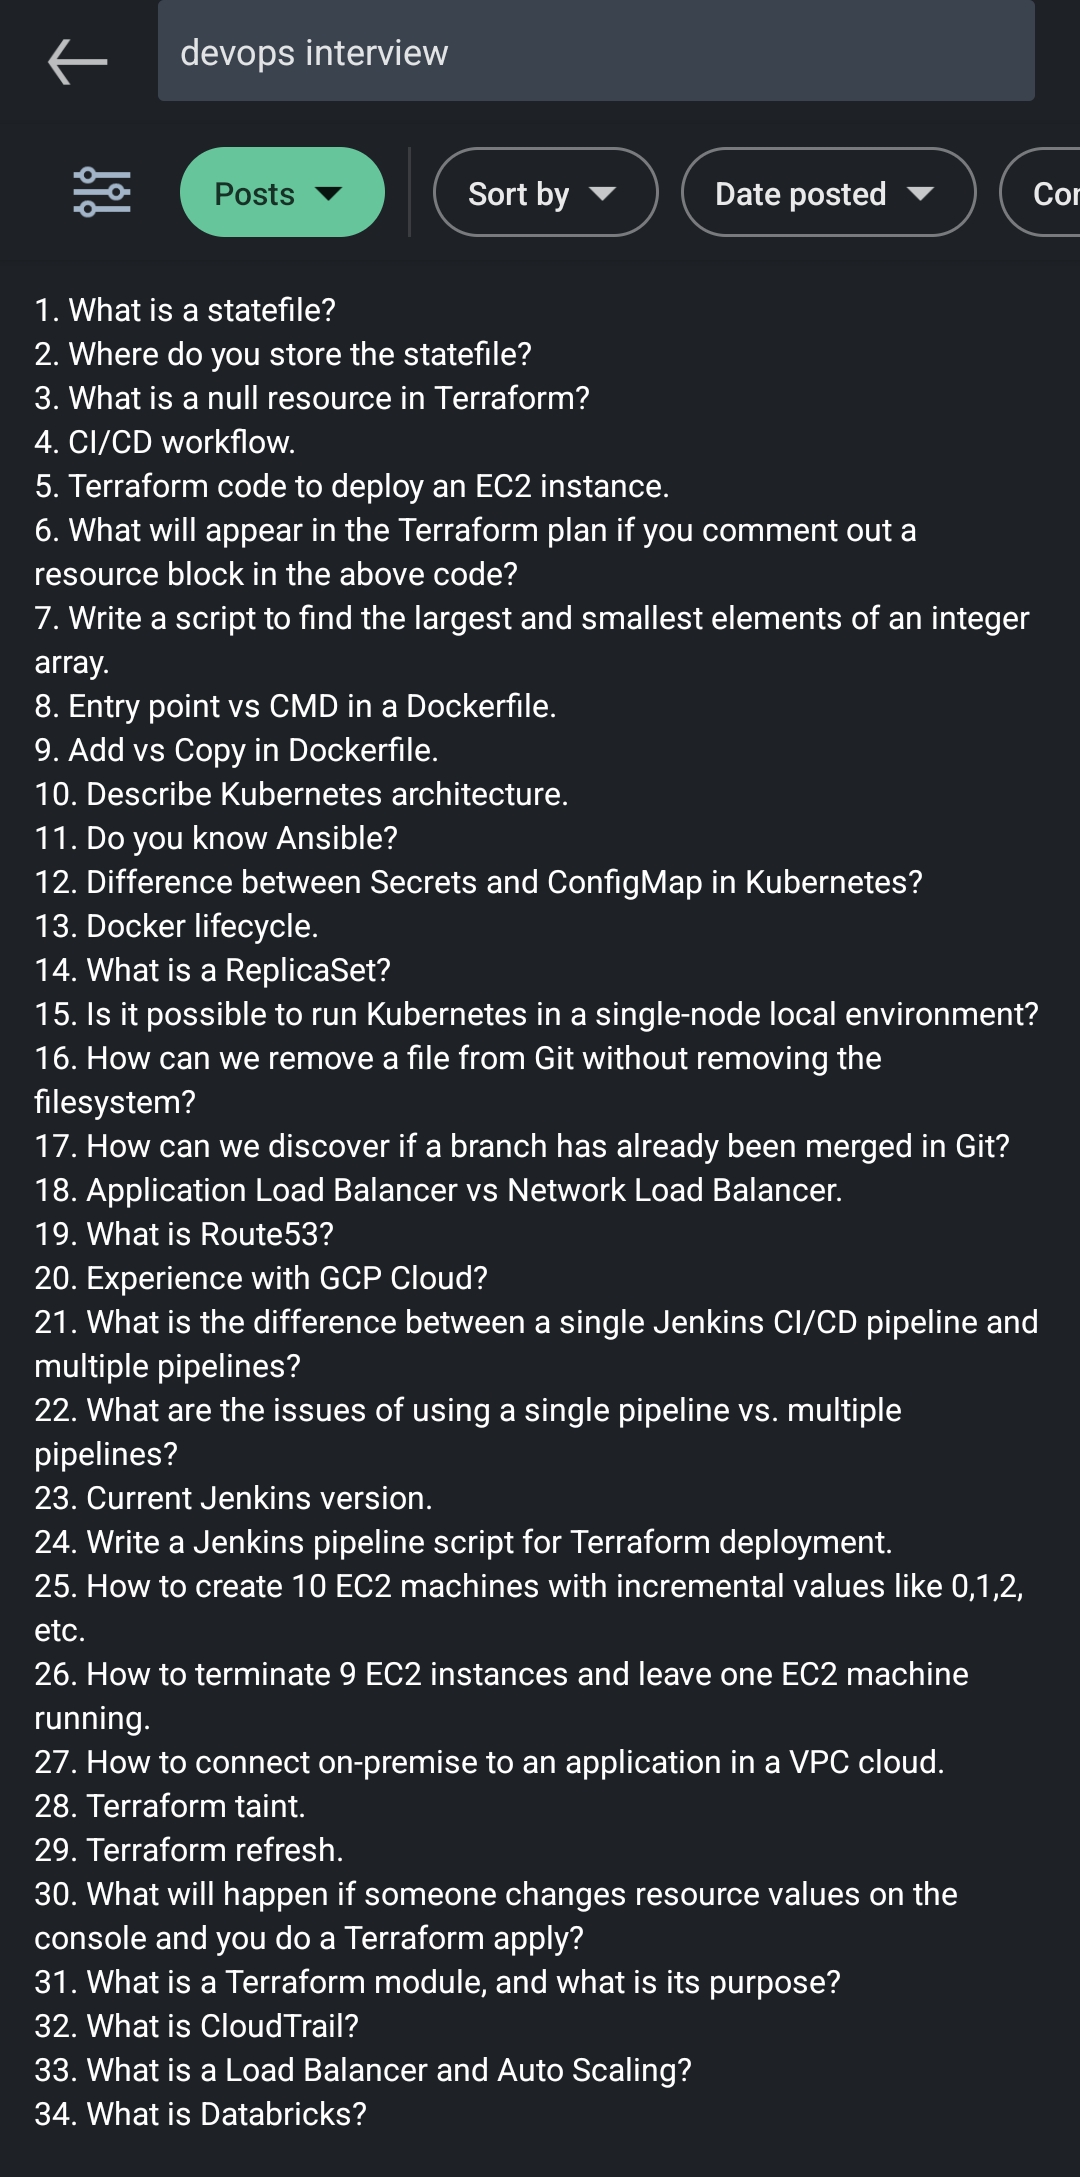 devops interview
Posts
Sort by
Date posted
Cor
1. What is a statefile?
2. Where do you store the statefile?
3. What is a null resource in Terraform?
4. CI/CD workflow.
5. Terraform code to deploy an EC2 instance.
6. What will appear in the Terraform plan if you comment out a
resource block in the above code?
7. Write a script to find the largest and smallest elements of an integer
array.
8. Entry point vs CMD in a Dockerfile.
9. Add vs Copy in Dockerfile.
10. Describe Kubernetes architecture.
11. Do you know Ansible?
12. Difference between Secrets and ConfigMap in Kubernetes?
13. Docker lifecycle.
14. What is a ReplicaSet?
15. Is it possible to run Kubernetes in a single-node local environment?
16. How can we remove a file from Git without removing the
filesystem?
17. How can we discover if a branch has already been merged in Git?
18. Application Load Balancer vs Network Load Balancer.
19. What is Route53?
20. Experience with GCP Cloud?
21. What is the difference between a single Jenkins CI/CD pipeline and
multiple pipelines?
22. What are the issues of using a single pipeline vs. multiple
pipelines?
23. Current Jenkins version.
24. Write a Jenkins pipeline script for Terraform deployment.
25. How to create 10 EC2 machines with incremental values like 0,1,2,
etc.
26. How to terminate 9 EC2 instances and leave one EC2 machine
running.
27. How to connect on-premise to an application in a VPC cloud.
28. Terraform taint.
29. Terraform refresh.
30. What will happen if someone changes resource values on the
console and you do a Terraform apply?
31. What is a Terraform module, and what is its purpose?
32. What is CloudTrail?
33. What is a Load Balancer and Auto Scaling?
34. What is Databricks?